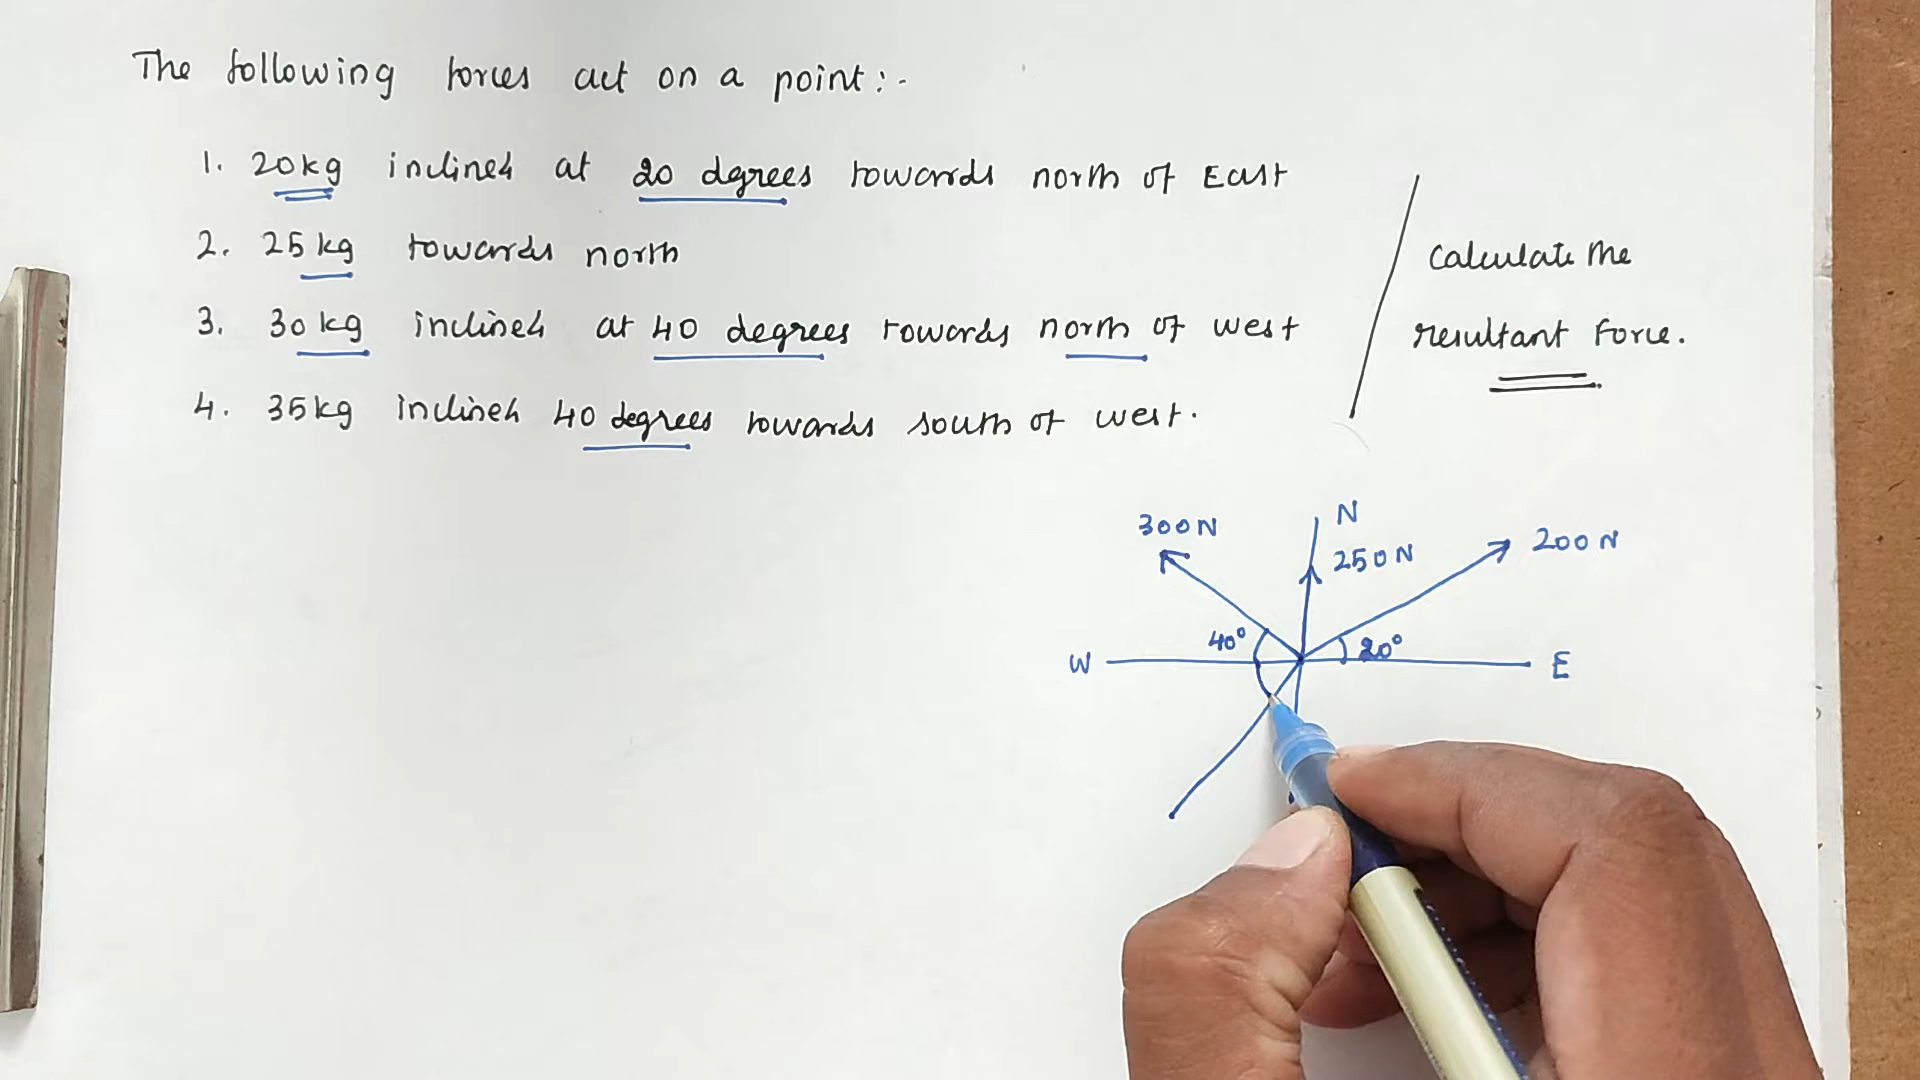 The following forces act on a point:-
1. 20kg inclined at 20 dgrees towards north of East
2. 25 kg towards north
3. 30 kg inclined at 40 degrees towards north of west
4. 35kg inclined 40 degrees towards south of west.
Calculate the
resultant force.
N
300N
250N
200N
40°
20°
W
E